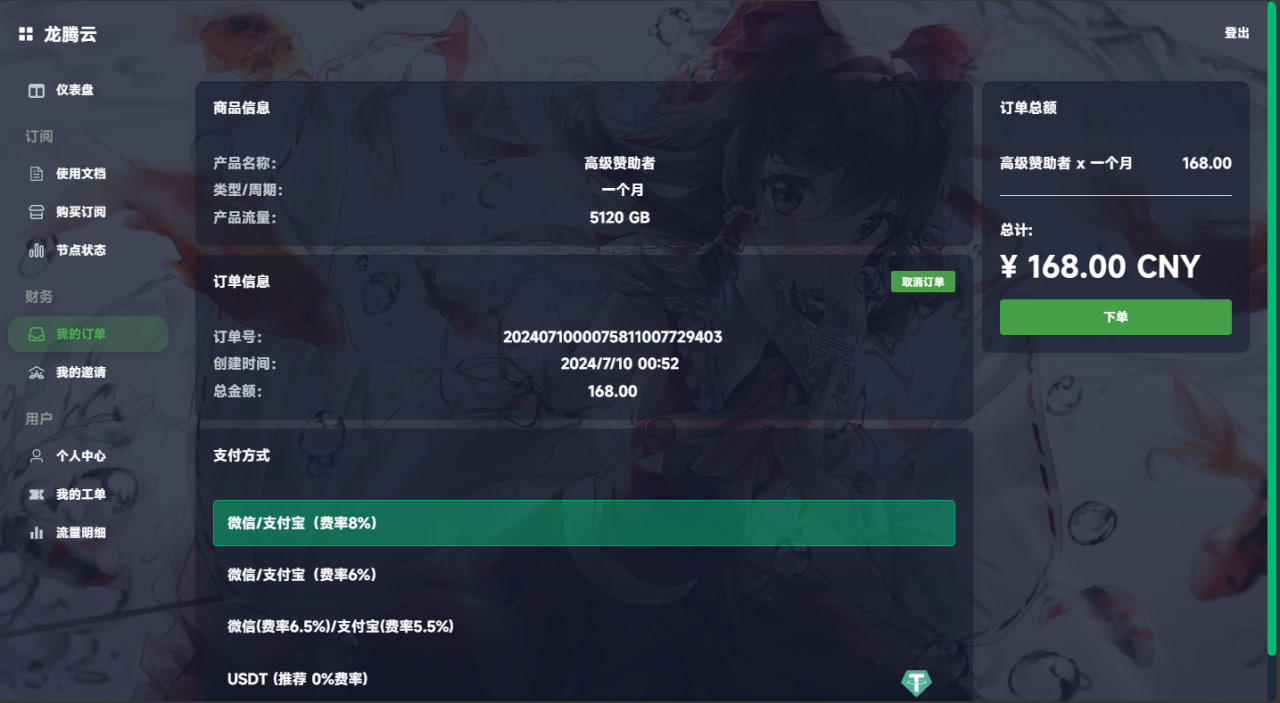 龙腾云
登出
仪表盘
订阅
使用文档
购买订阅
节点状态
财务
我的订单
我的邀请
用户
个人中心
我的工单
流量明细
商品信息
产品名称： 高级赞助者
类型/周期： 一个月
产品流量： 5120 GB
订单信息 取消订单
订单号： 2024071000075811007729403
创建时间： 2024/7/10 00:52
总金额： 168.00
支付方式
微信/支付宝（费率8%）
微信/支付宝（费率6%）
微信(费率6.5%)/支付宝(费率5.5%)
USDT (推荐 0%费率)
订单总额
高级赞助者 x 一个月 168.00
总计:
¥ 168.00 CNY
下单